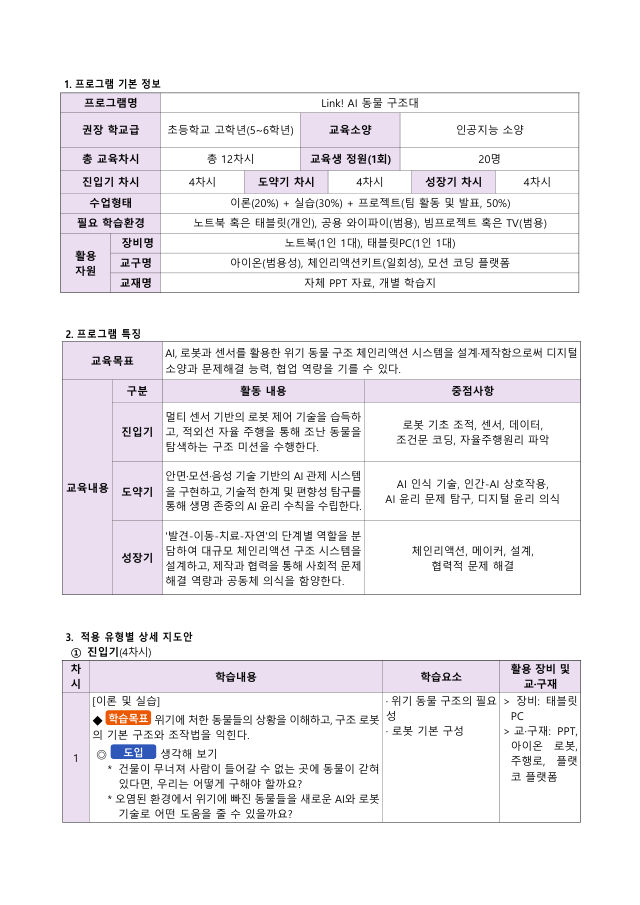 1. 프로그램 기본 정보
프로그램명 Link! AI 동물 구조대
권장 학교급 초등학교 고학년(5~6학년) 교육소양 인공지능 소양
총 교육차시 총 12차시 교육생 정원(1회) 20명
진입기 차시 4차시 도약기 차시 4차시 성장기 차시 4차시
수업형태 이론(20%) + 실습(30%) + 프로젝트(팀 활동 및 발표, 50%)
필요 학습환경 노트북 혹은 태블릿(개인), 공용 와이파이(범용), 빔프로젝트 혹은 TV(범용)
활용
자원
장비명 노트북(1인 1대), 태블릿PC(1인 1대)
교구명 아이온(범용성), 체인리액션키트(일회성), 모션 코딩 플랫폼
교재명 자체 PPT 자료, 개별 학습지
2. 프로그램 특징
교육목표
AI, 로봇과 센서를 활용한 위기 동물 구조 체인리액션 시스템을 설계·제작함으로써 디지털
소양과 문제해결 능력, 협업 역량을 기를 수 있다.
교육내용
구분 활동 내용 중점사항
진입기
멀티 센서 기반의 로봇 제어 기술을 습득하
고, 적외선 자율 주행을 통해 조난 동물을
탐색하는 구조 미션을 수행한다.
로봇 기초 조작, 센서, 데이터,
조건문 코딩, 자율주행원리 파악
도약기
안면·모션·음성 기술 기반의 AI 관제 시스템
을 구현하고, 기술적 한계 및 편향성 탐구를
통해 생명 존중의 AI 윤리 수칙을 수립한다.
AI 인식 기술, 인간-AI 상호작용,
AI 윤리 문제 탐구, 디지털 윤리 의식
성장기
'발견-이동-치료-자연'의 단계별 역할을 분
담하여 대규모 체인리액션 구조 시스템을
설계하고, 제작과 협력을 통해 사회적 문제
해결 역량과 공동체 의식을 함양한다.
체인리액션, 메이커, 설계,
협력적 문제 해결
3. 적용 유형별 상세 지도안
① 진입기(4차시)
차
시
학습내용 학습요소
활용 장비 및
교·구재
1
[이론 및 실습]
◆ 학습목표 위기에 처한 동물들의 상황을 이해하고, 구조 로봇
의 기본 구조와 조작법을 익힌다.
◎ 도입 생각해 보기
* 건물이 무너져 사람이 들어갈 수 없는 곳에 동물이 갇혀
있다면, 우리는 어떻게 구해야 할까요?
* 오염된 환경에서 위기에 빠진 동물들을 새로운 AI와 로봇
기술로 어떤 도움을 줄 수 있을까요?
· 위기 동물 구조의 필요
성
· 로봇 기본 구성
> 장비: 태블릿
PC
> 교·구재: PPT,
아이온 로봇,
주행로, 플랫
코 플랫폼